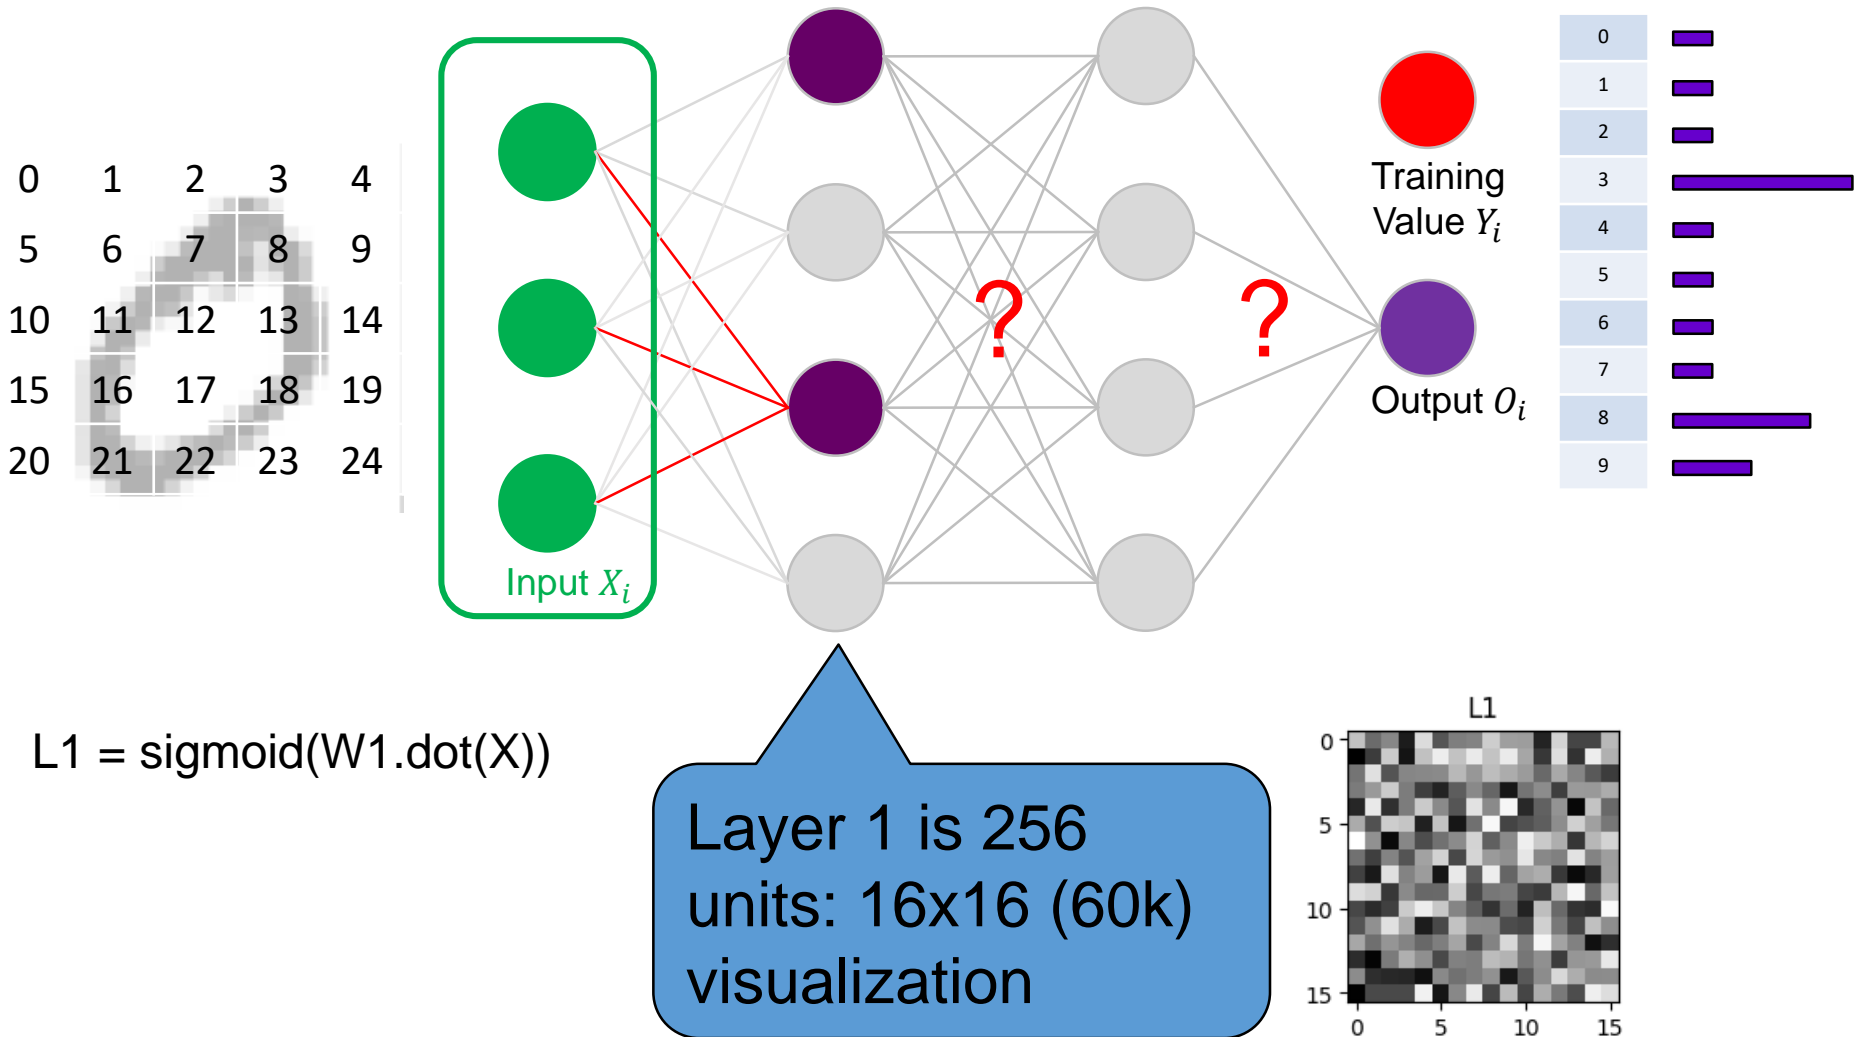 0 1 2 3 4
5 6 7 8 9
10 11 12 13 14
15 16 17 18 19
20 21 22 23 24
Input X_i
? ?
Training
Value Y_i
Output O_i
0
1
2
3
4
5
6
7
8
9
L1 = sigmoid(W1.dot(X))
Layer 1 is 256
units: 16x16 (60k)
visualization
L1
0
5
10
15
0 5 10 15